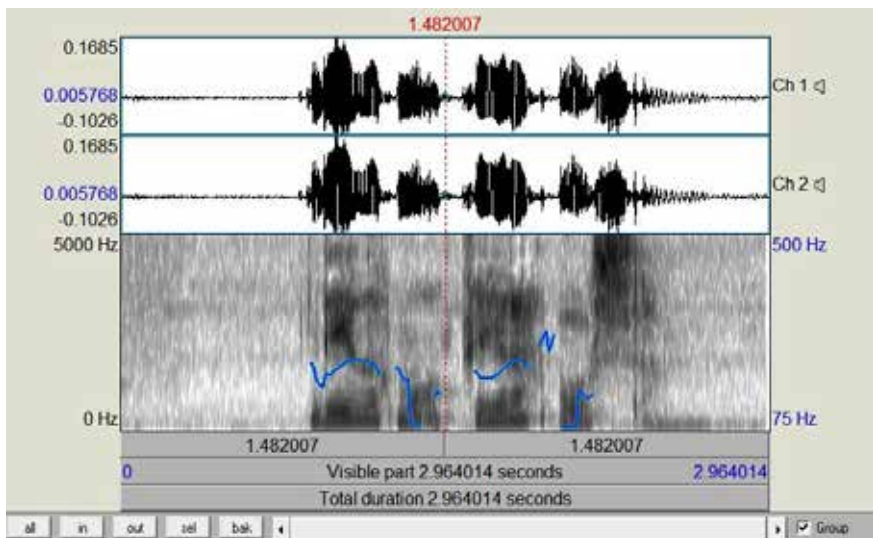 1.482007
0.1685
0.005768
-0.1026
Ch 1
0.1685
0.005768
-0.1026
Ch 2
5000 Hz 500 Hz
0 Hz 75 Hz
1.482007 1.482007
0 Visible part 2.964014 seconds 2.964014
Total duration 2.964014 seconds
all in out sel bak Group